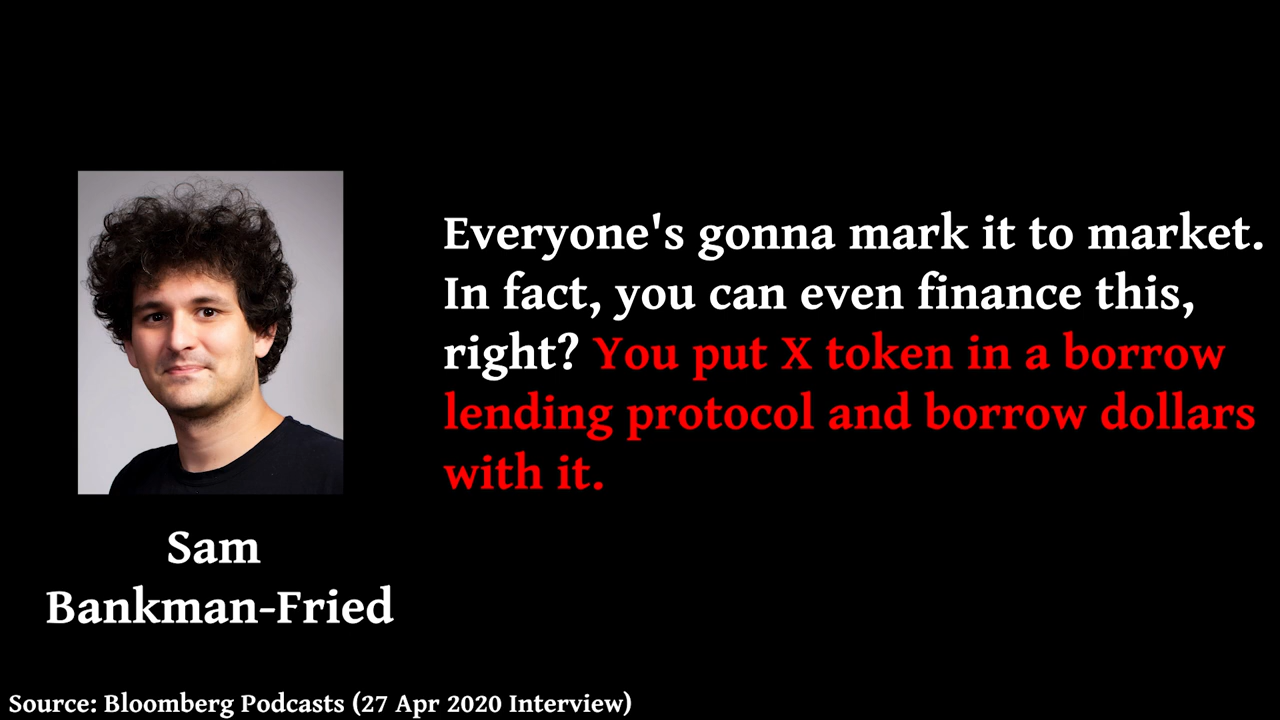 Everyone's gonna mark it to market.
In fact, you can even finance this,
right? You put X token in a borrow
lending protocol and borrow dollars
with it.
Sam
Bankman-Fried
Source: Bloomberg Podcasts (27 Apr 2020 Interview)